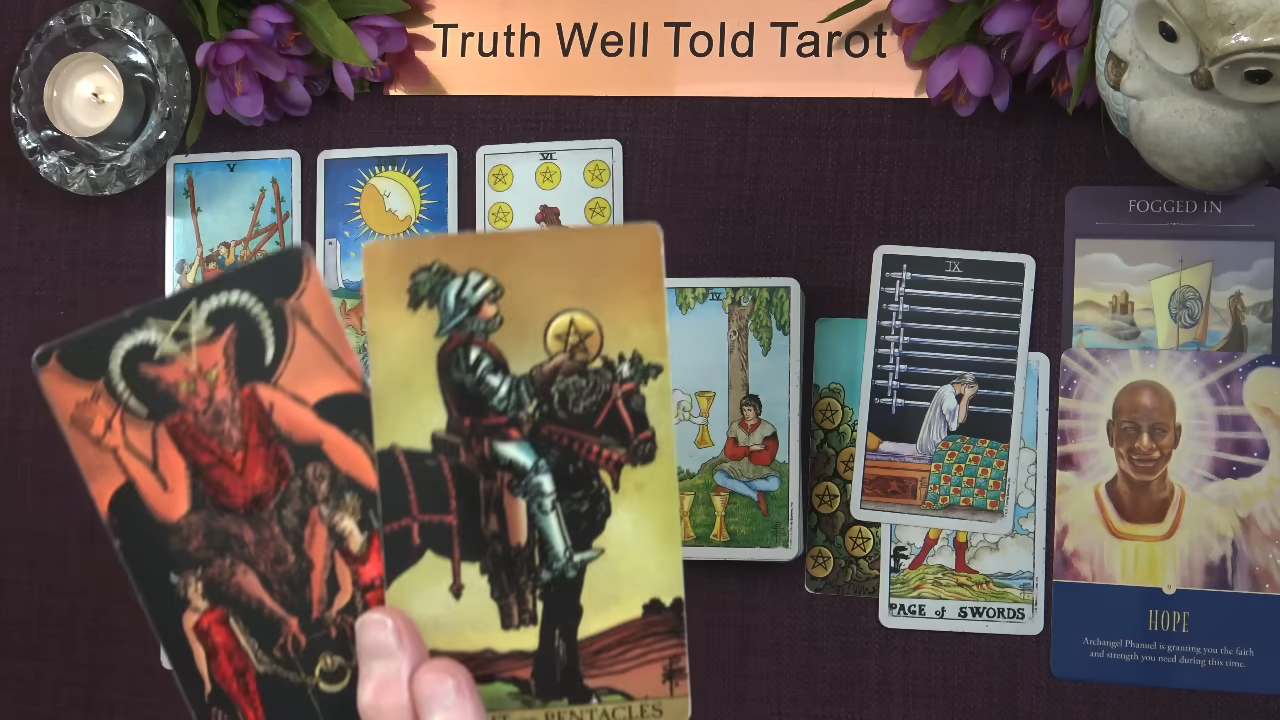 Truth Well Told Tarot
V
VI
IV
IX
FOGGED IN
PAGE of SWORDS
HOPE
Archangel Phanuel is granting you the faith
and strength you need during this time.
PENTACLES